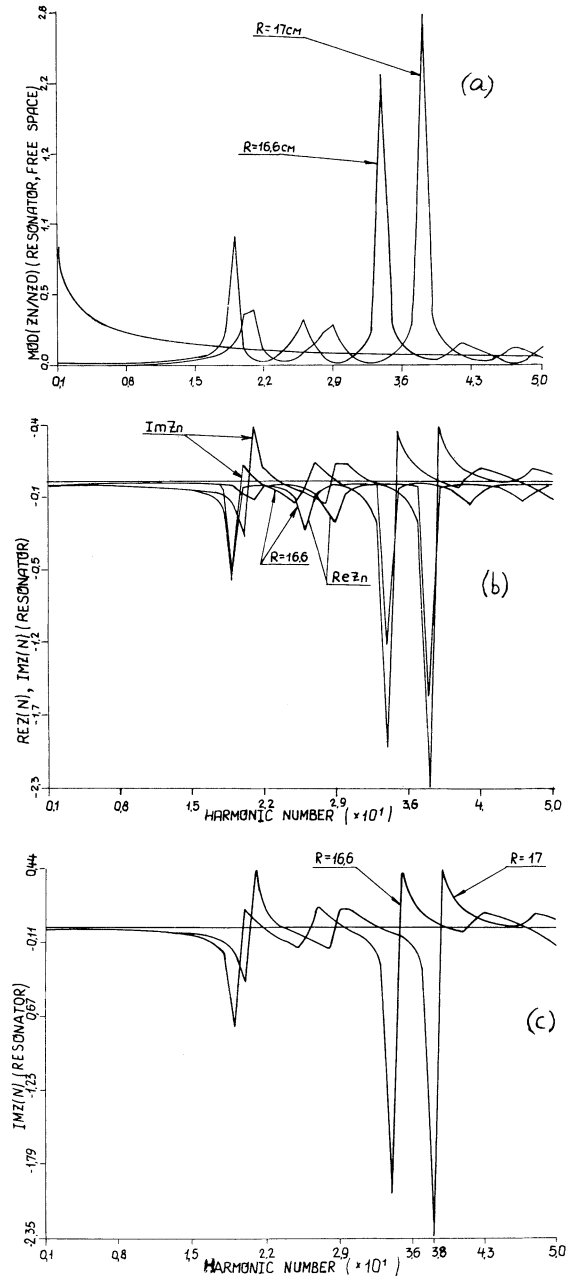 2,8
2,2
1,2
1,1
0,5
0,0
MOD(ZN/NZO)(RESONATOR, FREE SPACE)
R=17см
R=16,6см
(a)
0,1 0,8 1,5 2,2 2,9 3,6 4,3 5,0
-0,4
-0,1
-0,5
-1,2
-1,7
-2,3
REZ(N), IMZ(N)(RESONATOR)
ImZn
R=16,6
ReZn
(b)
0,1 0,8 2,2 2,9 3,6 4. 5,0
HARMONIC NUMBER (×10¹)
0,44
-0,11
0,67
-1,23
-1,79
-2,35
IMZ(N)(RESONATOR)
R=16,6
R=17
(c)
0,1 0,8 1,5 2,2 2,9 3,6 3,8 4,3 5,0
HARMONIC NUMBER (×10¹)